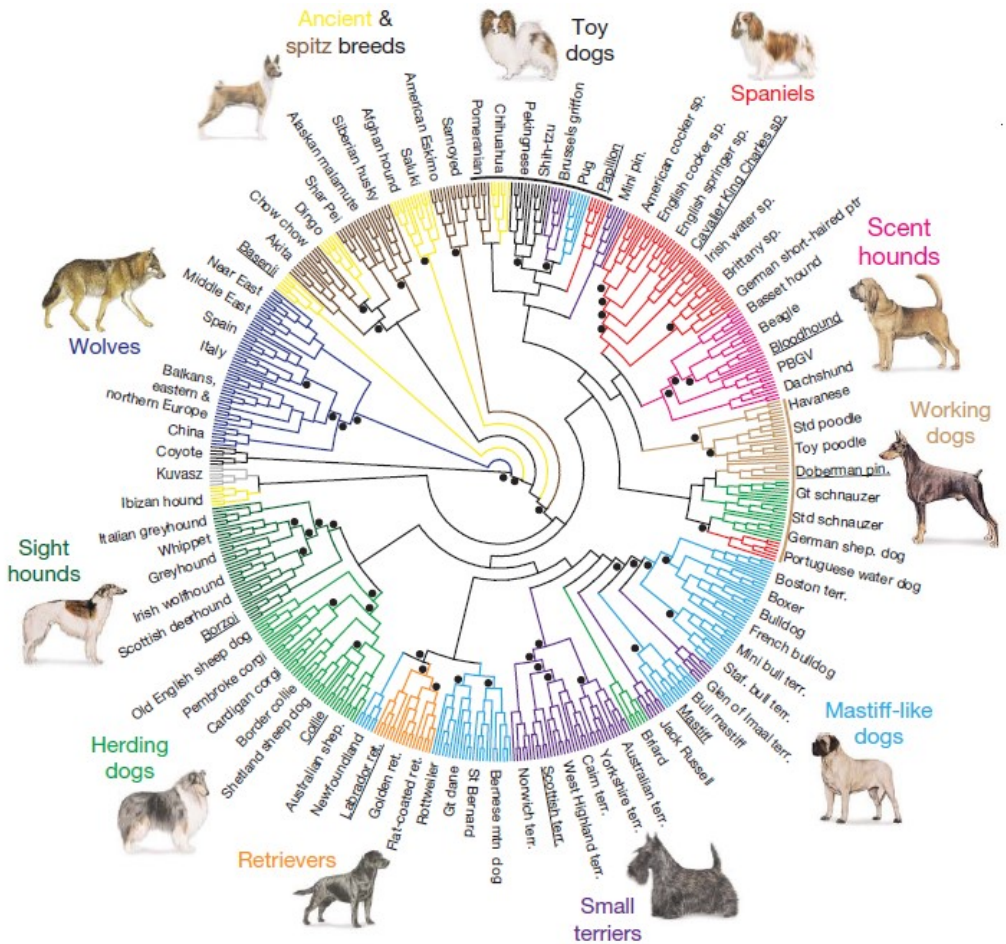 Ancient &
spitz breeds
Toy
dogs
Spaniels
Scent
hounds
Working
dogs
Mastiff-like
dogs
Small
terriers
Retrievers
Herding
dogs
Sight
hounds
Wolves
Coyote
China
Balkans,
eastern &
northern Europe
Italy
Spain
Middle East
Near East
Basenji
Akita
Chow chow
Dingo
Shar Pei
Alaskan malamute
Siberian husky
Afghan hound
Saluki
American Eskimo
Samoyed
Pomeranian
Chihuahua
Pekingnese
Shih-tzu
Brussels griffon
Pug
Papillon
Mini pin.
American cocker sp.
English cocker sp.
English springer sp.
Cavalier King Charles sp.
Irish water sp.
Brittany sp.
German short-haired ptr
Basset hound
Beagle
Bloodhound
PBGV
Dachshund
Havanese
Std poodle
Toy poodle
Doberman pin.
Gt schnauzer
Std schnauzer
German shep. dog
Portuguese water dog
Boston terr.
Boxer
Bulldog
French bulldog
Mini bull terr.
Staf. bull terr.
Glen of Imaal terr.
Bull mastiff
Mastiff
Jack Russell
Briard
Australian terr.
Yorkshire terr.
Cairn terr.
West Highland terr.
Scottish terr.
Norwich terr.
Bernese mtn dog
St Bernard
Gt dane
Rottweiler
Flat-coated ret.
Golden ret.
Labrador ret.
Newfoundland
Australian shep.
Collie
Shetland sheep dog
Border collie
Cardigan corgi
Pembroke corgi
Old English sheep dog
Borzoi
Scottish deerhound
Irish wolfhound
Greyhound
Whippet
Italian greyhound
Ibizan hound
Kuvasz